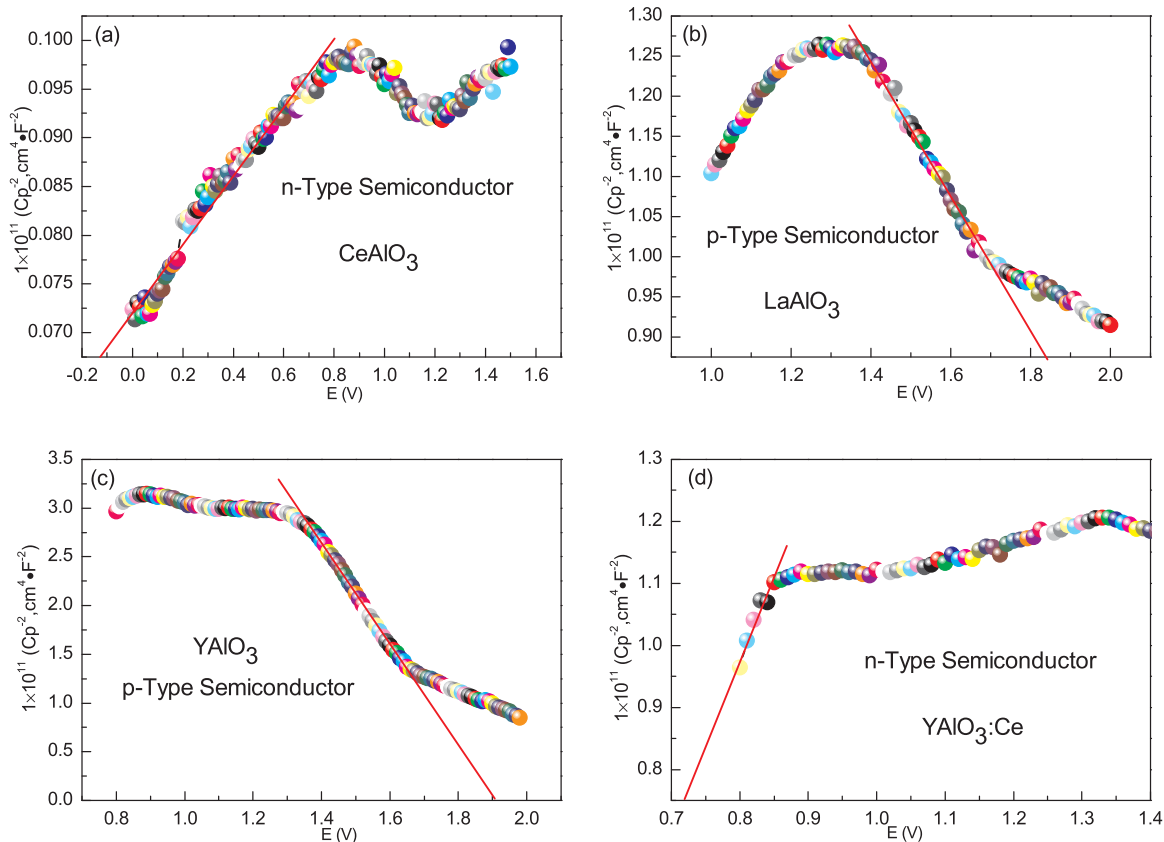 (a)
0.100
0.095
0.090
0.085
0.080
0.075
0.070
1×10¹¹ (Cp⁻²,cm⁴•F⁻²)
n-Type Semiconductor
CeAlO₃
-0.2 0.0 0.2 0.4 0.6 0.8 1.0 1.2 1.4 1.6
E (V)
(b)
1.30
1.25
1.20
1.15
1.10
1.05
1.00
0.95
0.90
1×10¹¹ (Cp⁻²,cm⁴•F⁻²)
p-Type Semiconductor
LaAlO₃
1.0 1.2 1.4 1.6 1.8 2.0
E (V)
(c)
3.5
3.0
2.5
2.0
1.5
1.0
0.5
0.0
1×10¹¹ (Cp⁻²,cm⁴•F⁻²)
YAlO₃
p-Type Semiconductor
0.8 1.0 1.2 1.4 1.6 1.8 2.0
E (V)
(d)
1.3
1.2
1.1
1.0
0.9
0.8
1×10¹¹ (Cp⁻²,cm⁴•F⁻²)
n-Type Semiconductor
YAlO₃:Ce
0.7 0.8 0.9 1.0 1.1 1.2 1.3 1.4
E (V)